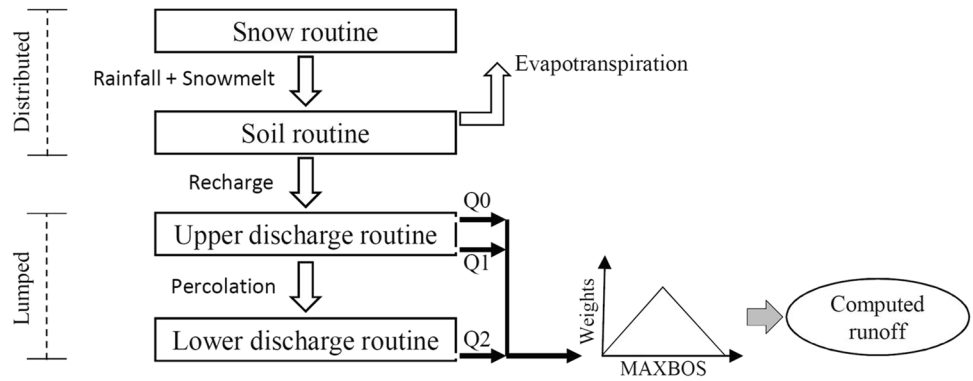 Distributed
Snow routine
Rainfall + Snowmelt
Evapotranspiration
Soil routine
Recharge
Lumped
Upper discharge routine
Q0
Q1
Percolation
Lower discharge routine
Q2
Weights
MAXBOS
Computed
runoff